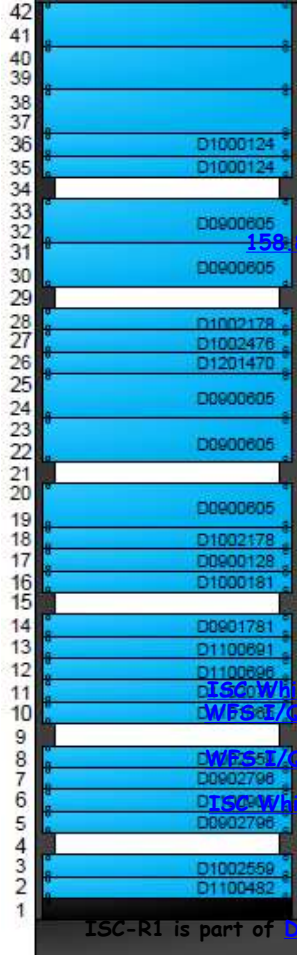 42
41
40
39
38
37
36 D1000124
35 D1000124
34
33
32 D0900605
158.
31
30 D0900605
29
28 D1002178
27 D1002476
26 D1201470
25
24 D0900605
23
22 D0900605
21
20
19 D0900605
18 D1002178
17 D0900128
16 D1000181
15
14 D0901781
13 D1100691
12 D1100696
11 ISC Whi
10 WFS I/O
9
8 WFS I/O
7 D0902796
6 ISC Whi
5 D0902796
4
3 D1002559
2 D1100482
1
ISC-R1 is part of D